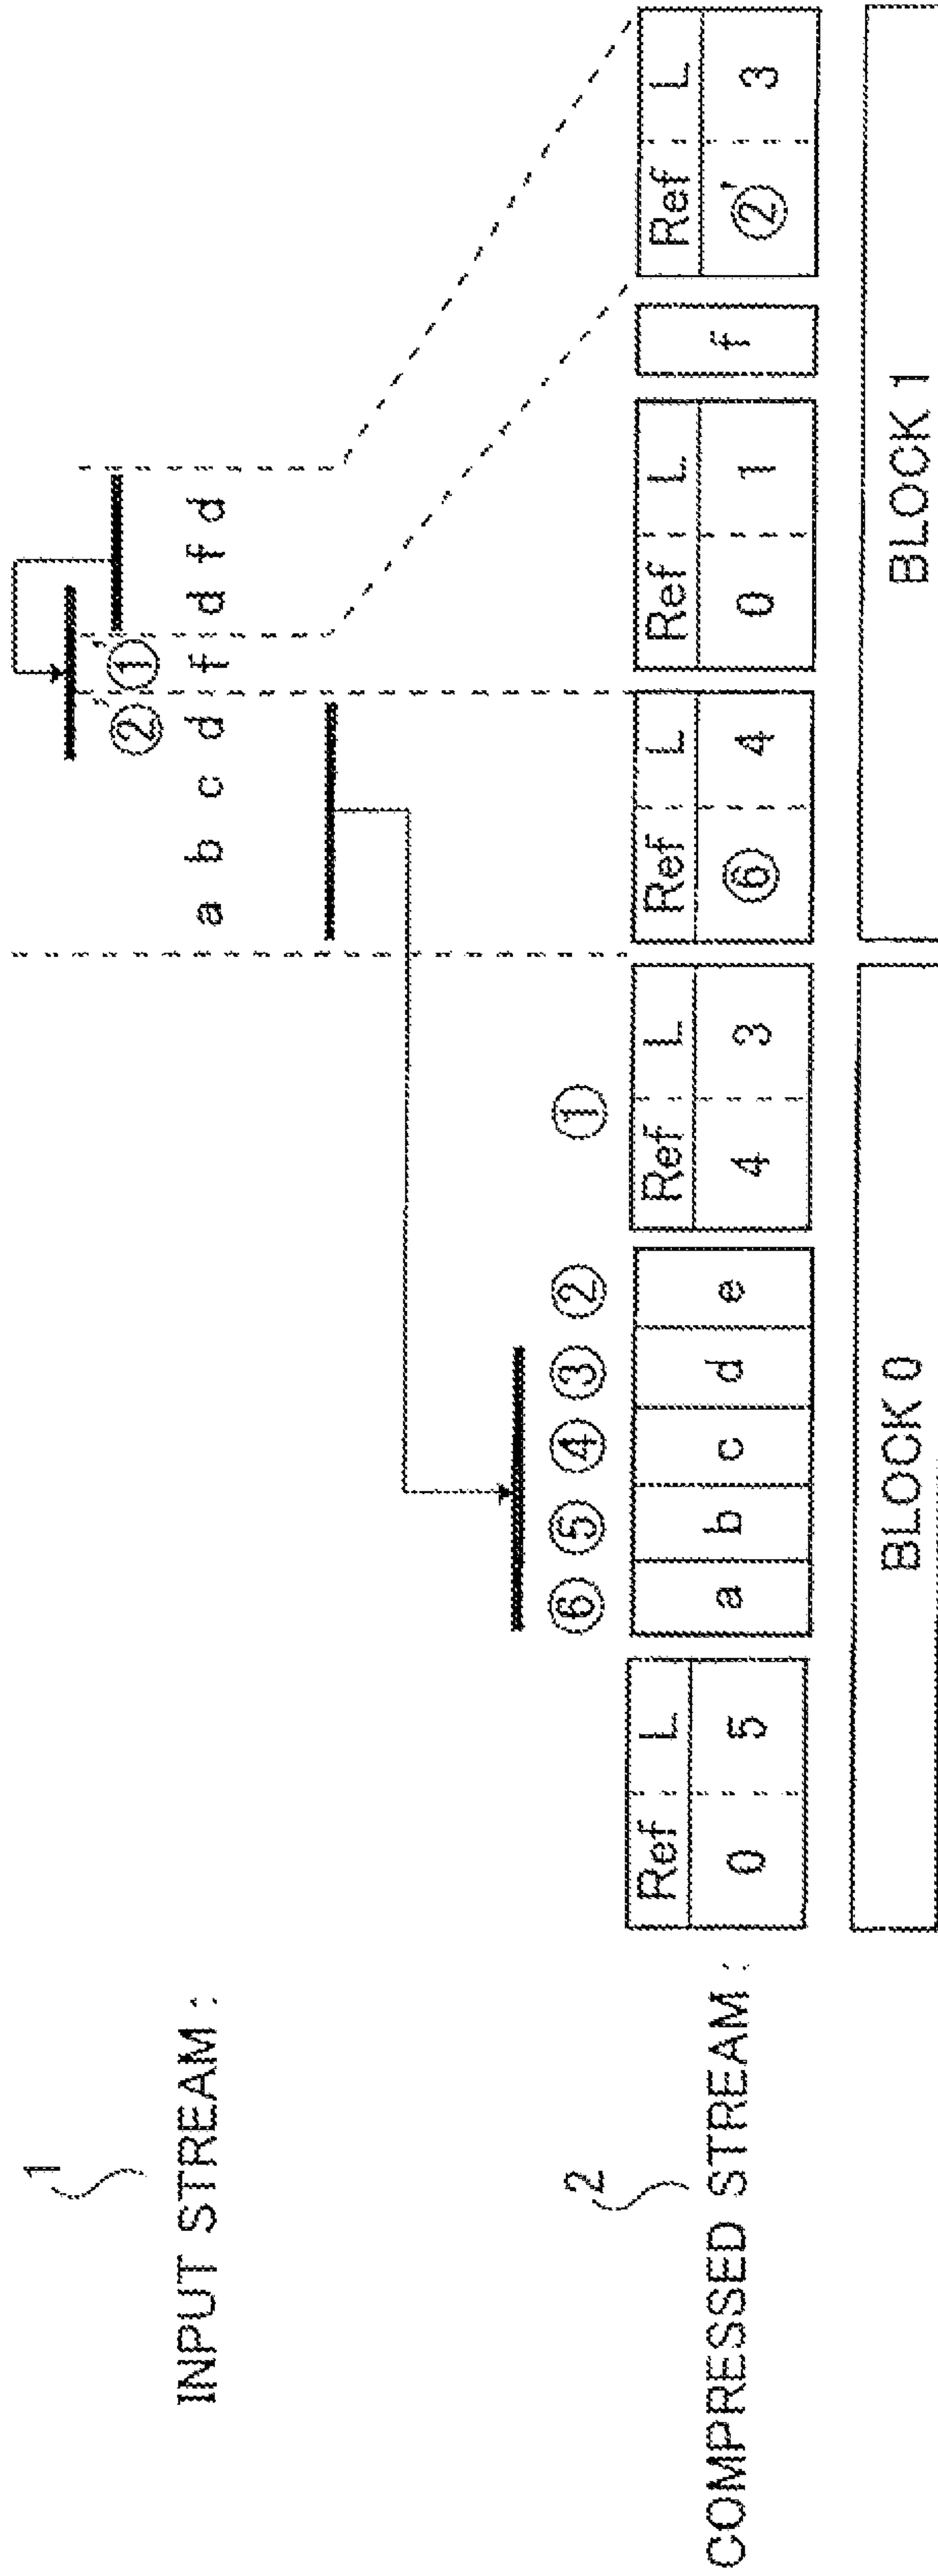 1
INPUT STREAM :
②' ①'
a b c d f d f d
2
COMPRESSED STREAM :
⑥ ⑤ ④ ③ ② ①
Ref L Ref L Ref L Ref L Ref L
0 5 a b c d e 4 3 ⑥ 4 0 1 f ②' 3
BLOCK 0 BLOCK 1